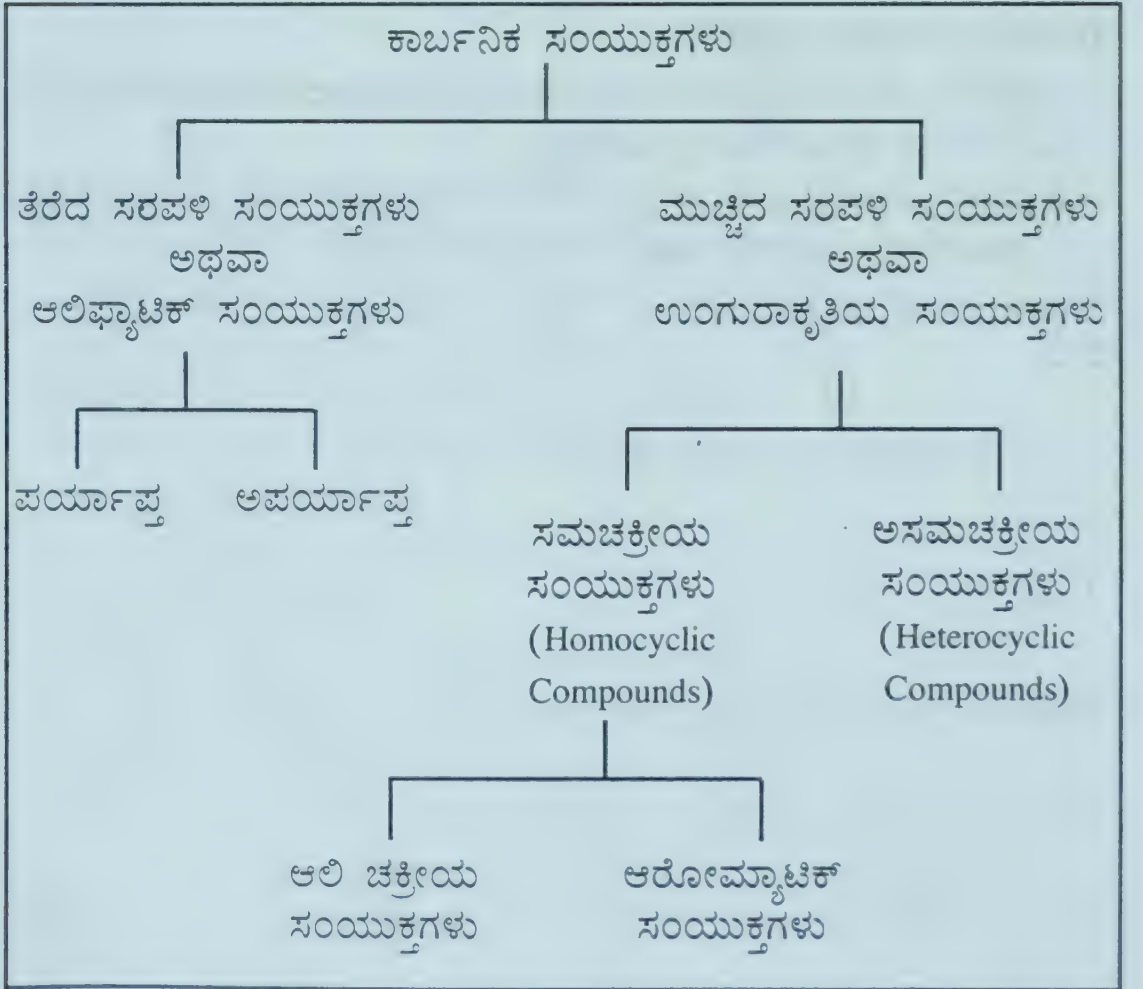 ಕಾರ್ಬನಿಕ ಸಂಯುಕ್ತಗಳು
ತೆರೆದ ಸರಪಳಿ ಸಂಯುಕ್ತಗಳು
ಅಥವಾ
ಆಲಿಫ್ಯಾಟಿಕ್ ಸಂಯುಕ್ತಗಳು
ಮುಚ್ಚಿದ ಸರಪಳಿ ಸಂಯುಕ್ತಗಳು
ಅಥವಾ
ಉಂಗುರಾಕೃತಿಯ ಸಂಯುಕ್ತಗಳು
ಪರ್ಯಾಪ್ತ
ಅಪರ್ಯಾಪ್ತ
ಸಮಚಕ್ರೀಯ
ಸಂಯುಕ್ತಗಳು
(Homocyclic
Compounds)
ಅಸಮಚಕ್ರೀಯ
ಸಂಯುಕ್ತಗಳು
(Heterocyclic
Compounds)
ಆಲಿ ಚಕ್ರೀಯ
ಸಂಯುಕ್ತಗಳು
ಆರೋಮ್ಯಾಟಿಕ್
ಸಂಯುಕ್ತಗಳು